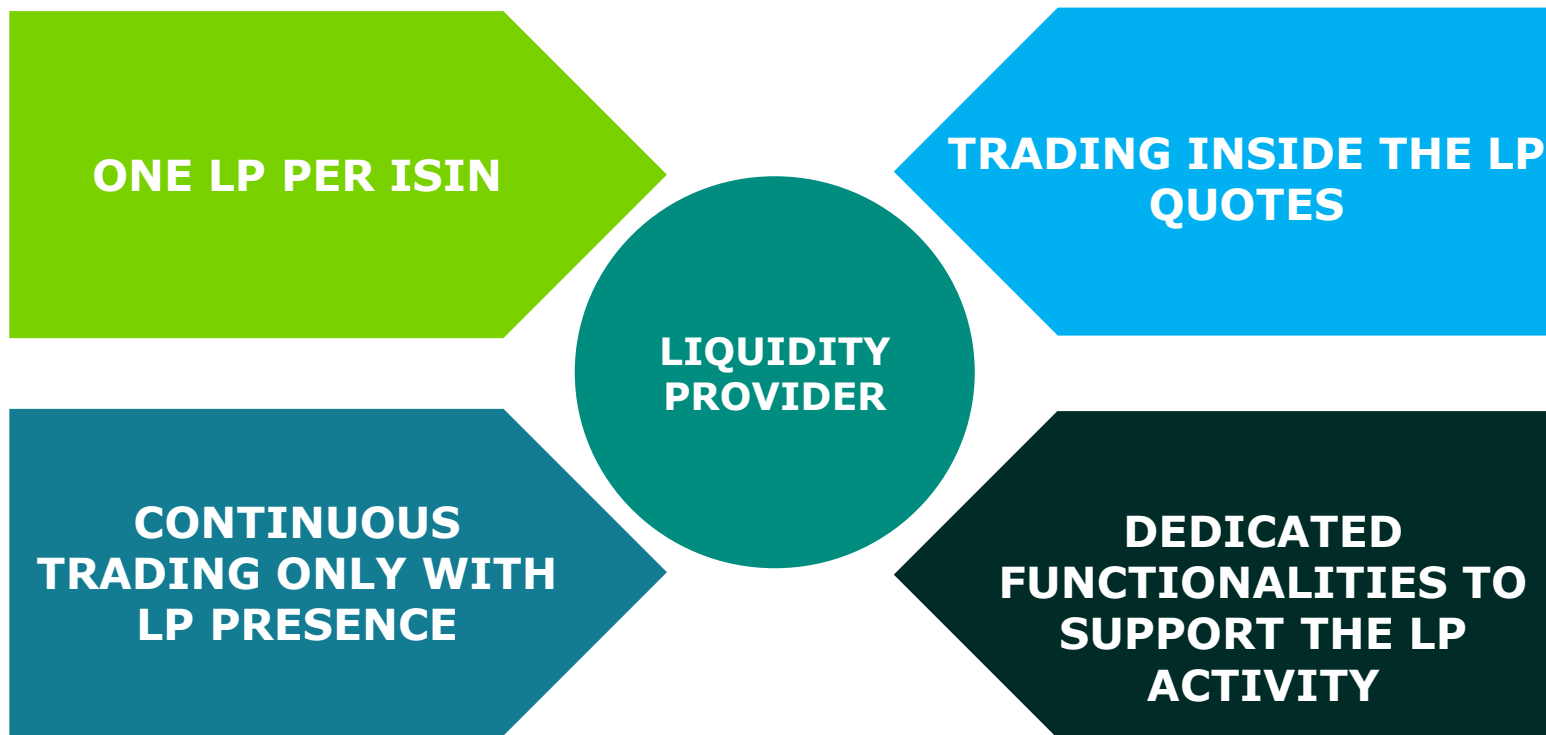 ONE LP PER ISIN
TRADING INSIDE THE LP
QUOTES
LIQUIDITY
PROVIDER
CONTINUOUS
TRADING ONLY WITH
LP PRESENCE
DEDICATED
FUNCTIONALITIES TO
SUPPORT THE LP
ACTIVITY